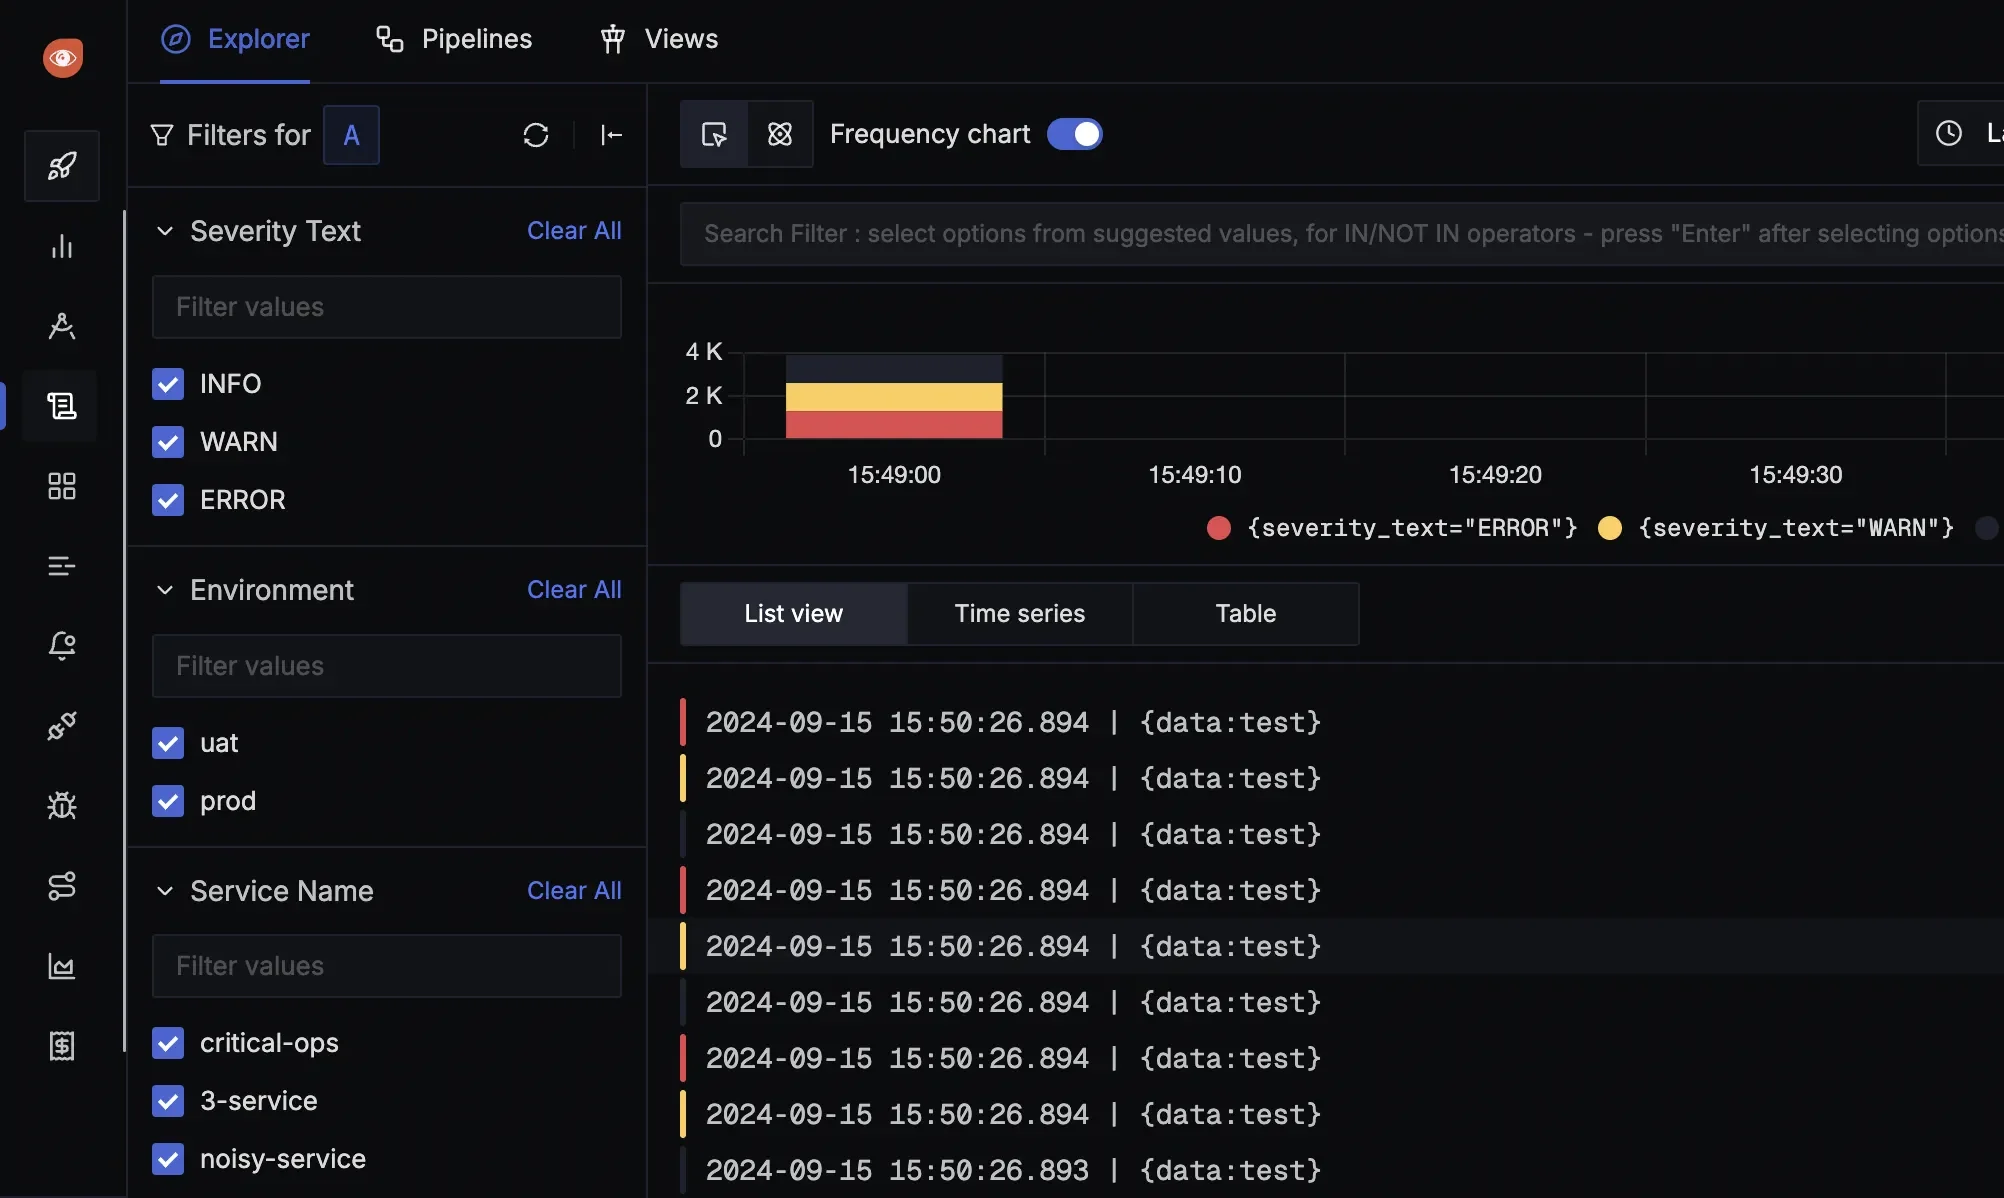 Explorer
Pipelines
Views
Filters for A
Frequency chart
Severity Text
Clear All
Filter values
INFO
WARN
ERROR
Environment
Clear All
Filter values
uat
prod
Service Name
Clear All
Filter values
critical-ops
3-service
noisy-service
Search Filter : select options from suggested values, for IN/NOT IN operators - press "Enter" after selecting options
4 K
2 K
0
15:49:00 15:49:10 15:49:20 15:49:30
{severity_text="ERROR"} {severity_text="WARN"}
List view Time series Table
2024-09-15 15:50:26.894 | {data:test}
2024-09-15 15:50:26.894 | {data:test}
2024-09-15 15:50:26.894 | {data:test}
2024-09-15 15:50:26.894 | {data:test}
2024-09-15 15:50:26.894 | {data:test}
2024-09-15 15:50:26.894 | {data:test}
2024-09-15 15:50:26.894 | {data:test}
2024-09-15 15:50:26.894 | {data:test}
2024-09-15 15:50:26.893 | {data:test}